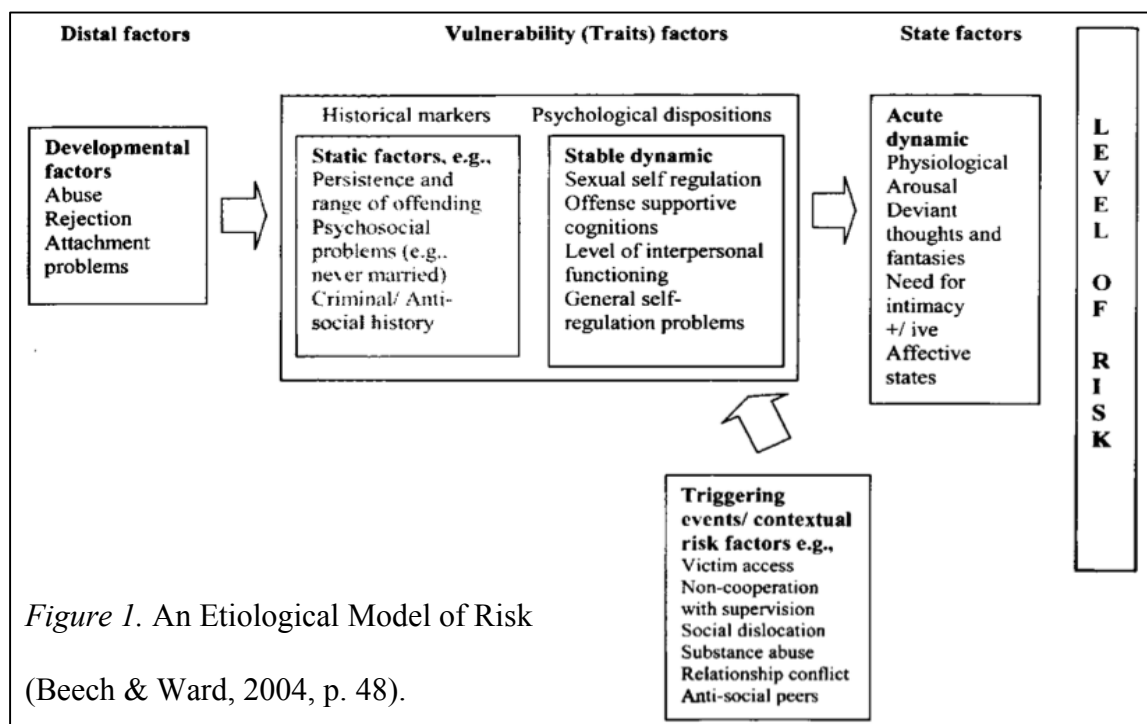 Distal factors
Vulnerability (Traits) factors
State factors
Developmental
factors
Abuse
Rejection
Attachment
problems
Historical markers
Static factors, e.g.,
Persistence and
range of offending
Psychosocial
problems (e.g..
never married)
Criminal/ Anti-
social history
Psychological dispositions
Stable dynamic
Sexual self regulation
Offense supportive
cognitions
Level of interpersonal
functioning
General self-
regulation problems
Acute
dynamic
Physiological
Arousal
Deviant
thoughts and
fantasies
Need for
intimacy
+/ ive
Affective
states
LEVEL OF RISK
Triggering
events/ contextual
risk factors e.g.,
Victim access
Non-cooperation
with supervision
Social dislocation
Substance abuse
Relationship conflict
Anti-social peers
Figure 1. An Etiological Model of Risk
(Beech & Ward, 2004, p. 48).